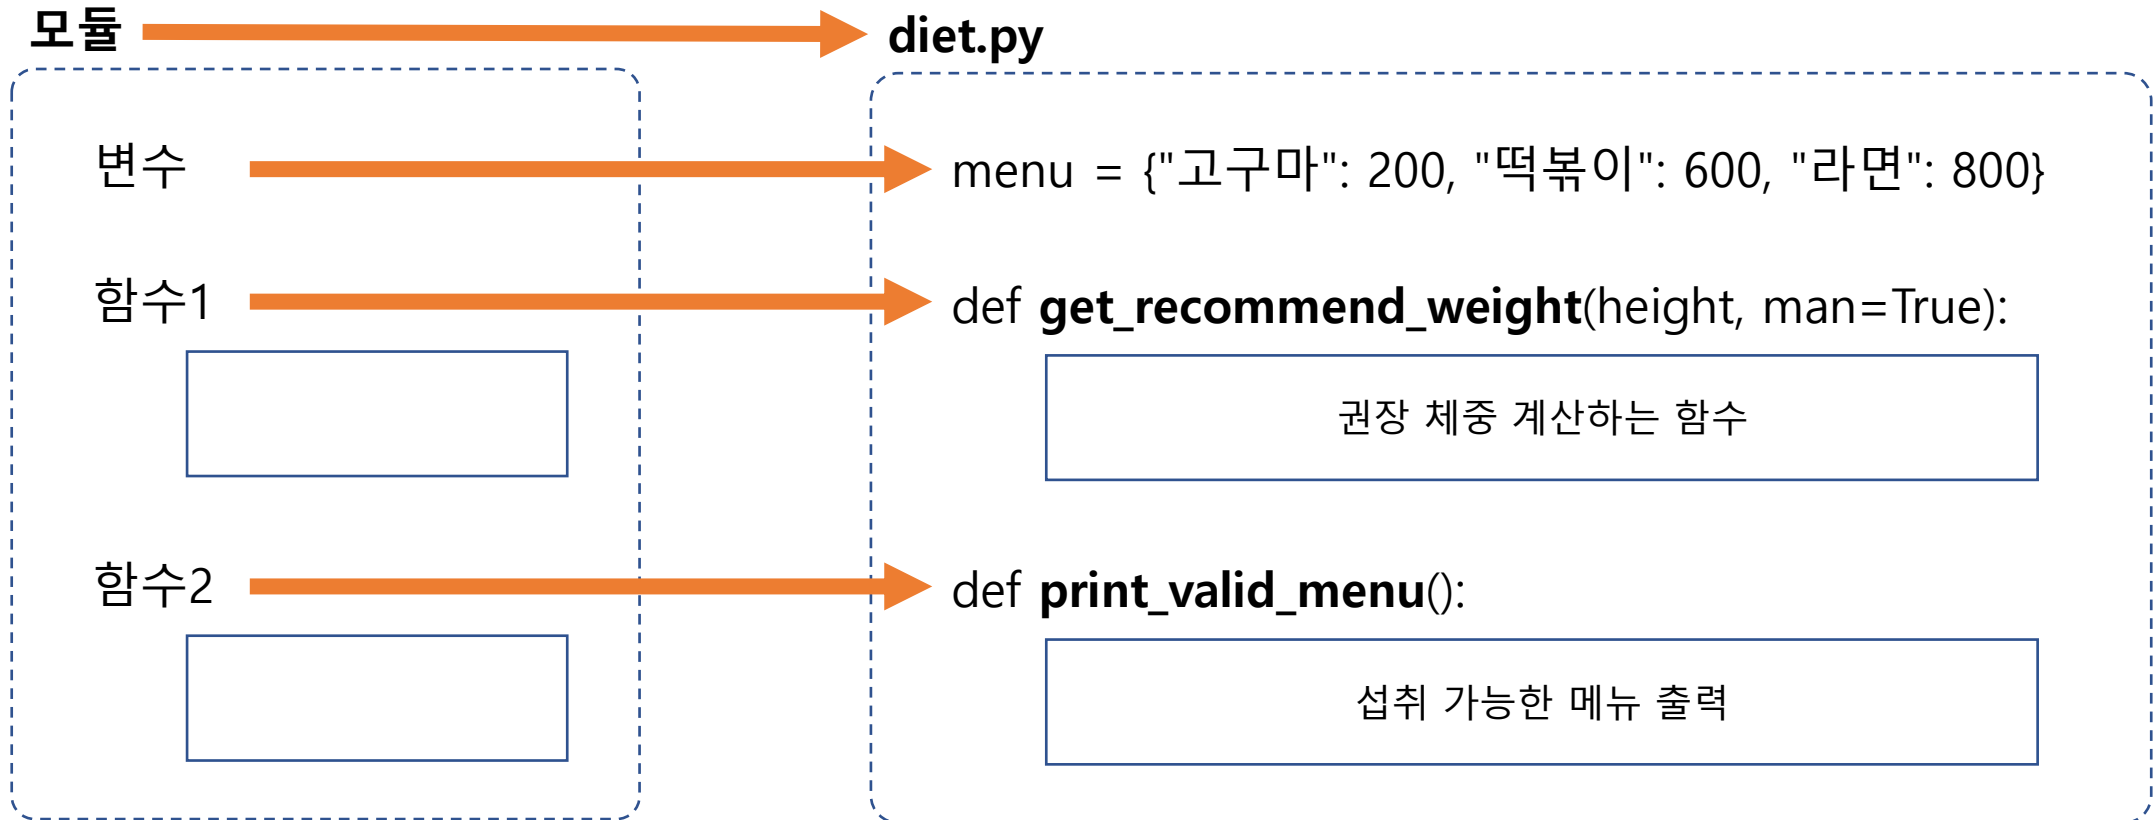 모듈 diet.py
변수 menu = {"고구마": 200, "떡볶이": 600, "라면": 800}
함수1 def get_recommend_weight(height, man=True):
권장 체중 계산하는 함수
함수2 def print_valid_menu():
섭취 가능한 메뉴 출력